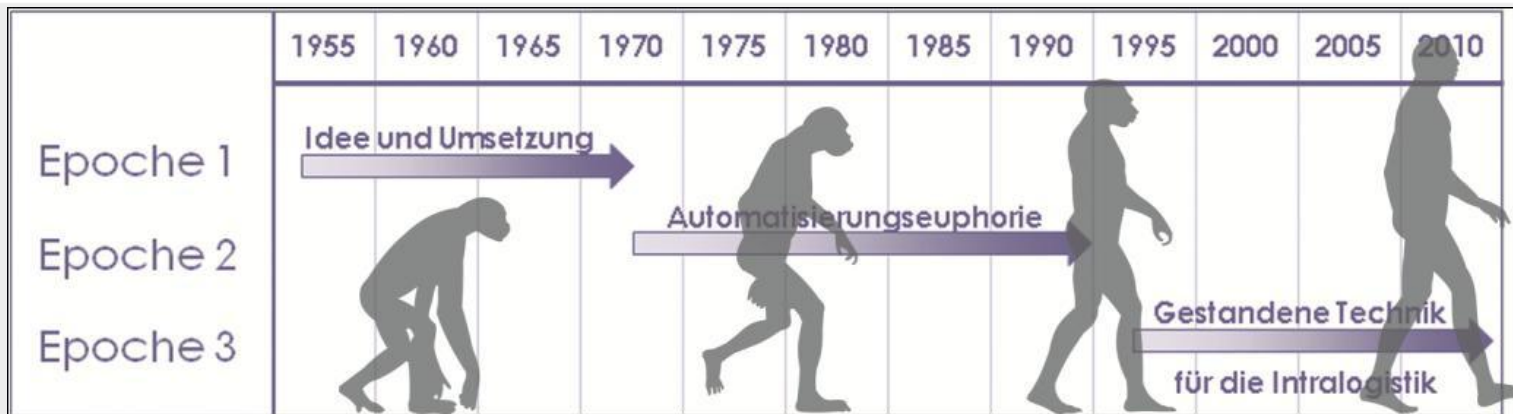 1955 1960 1965 1970 1975 1980 1985 1990 1995 2000 2005 2010
Epoche 1
Idee und Umsetzung
Epoche 2
Automatisierungseuphorie
Epoche 3
Gestandene Technik
für die Intralogistik